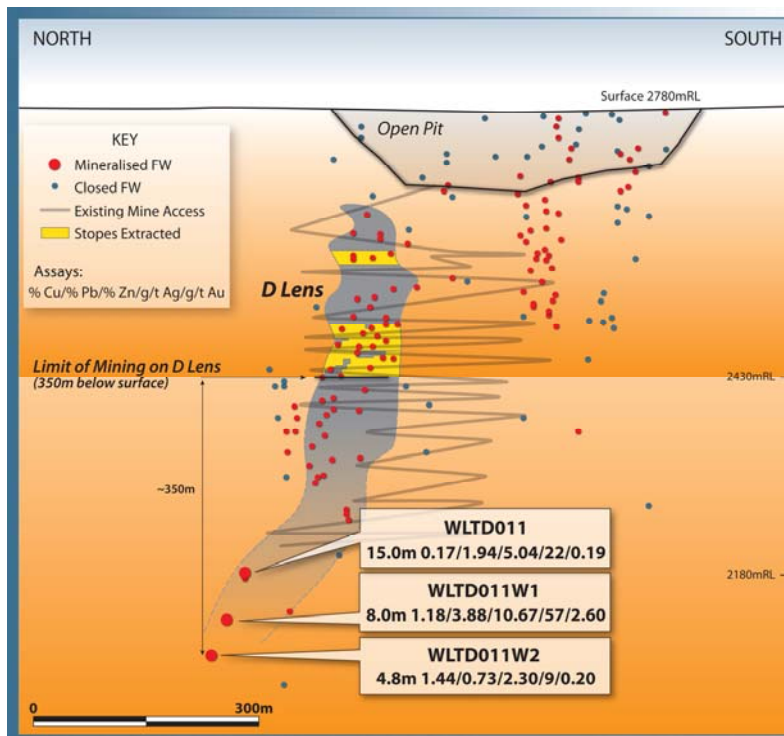 NORTH
SOUTH
Surface 2780mRL
Open Pit
KEY
Mineralised FW
Closed FW
Existing Mine Access
Stopes Extracted
Assays:
% Cu/% Pb/% Zn/g/t Ag/g/t Au
D Lens
Limit of Mining on D Lens
(350m below surface)
2430mRL
~350m
WLTD011
15.0m 0.17/1.94/5.04/22/0.19
2180mRL
WLTD011W1
8.0m 1.18/3.88/10.67/57/2.60
WLTD011W2
4.8m 1.44/0.73/2.30/9/0.20
0
300m